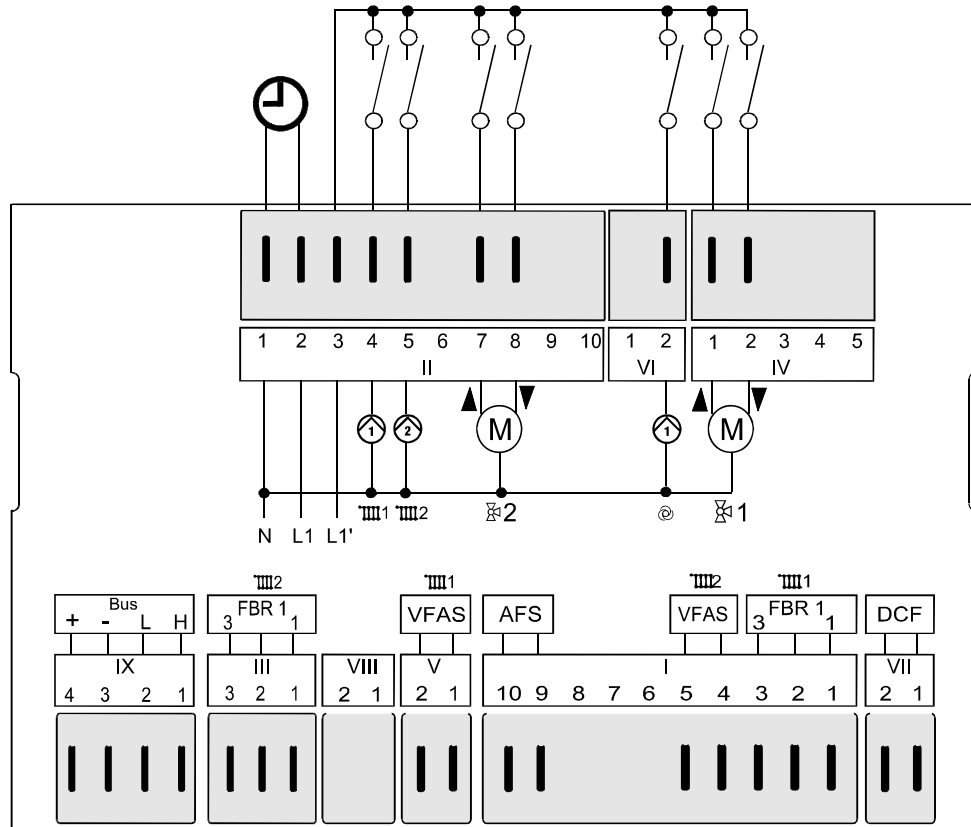 1 2 3 4 5 6 7 8 9 10 1 2 1 2 3 4 5
II VI IV
1 2 M 1 M
1 2 2 1
N L1 L1'
2 1 2 1
Bus 3 FBR 1 1 VFAS AFS VFAS 3 FBR 1 1 DCF
+ - L H
IX III VIII V I VII
4 3 2 1 3 2 1 2 1 2 1 10 9 8 7 6 5 4 3 2 1 2 1